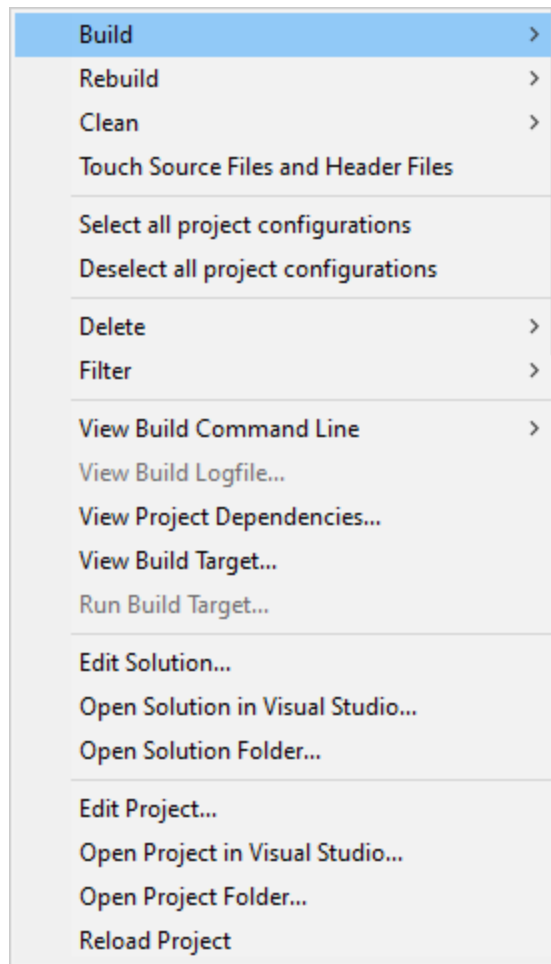 Build
Rebuild
Clean
Touch Source Files and Header Files
Select all project configurations
Deselect all project configurations
Delete
Filter
View Build Command Line
View Build Logfile...
View Project Dependencies...
View Build Target...
Run Build Target...
Edit Solution...
Open Solution in Visual Studio...
Open Solution Folder...
Edit Project...
Open Project in Visual Studio...
Open Project Folder...
Reload Project